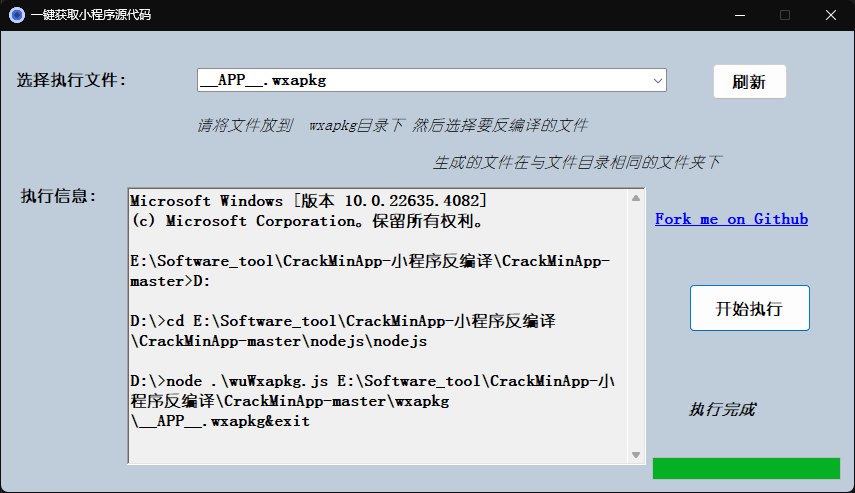 一键获取小程序源代码
选择执行文件：
__APP__.wxapkg
刷新
请将文件放到 wxapkg目录下 然后选择要反编译的文件
生成的文件在与文件目录相同的文件夹下
执行信息：
Microsoft Windows [版本 10.0.22635.4082]
(c) Microsoft Corporation。保留所有权利。
E:\Software_tool\CrackMinApp-小程序反编译\CrackMinApp-
master>D:
D:\>cd E:\Software_tool\CrackMinApp-小程序反编译
\CrackMinApp-master\nodejs\nodejs
D:\>node .\wuWxapkg.js E:\Software_tool\CrackMinApp-小
程序反编译\CrackMinApp-master\wxapkg
\__APP__.wxapkg&exit
Fork me on Github
开始执行
执行完成